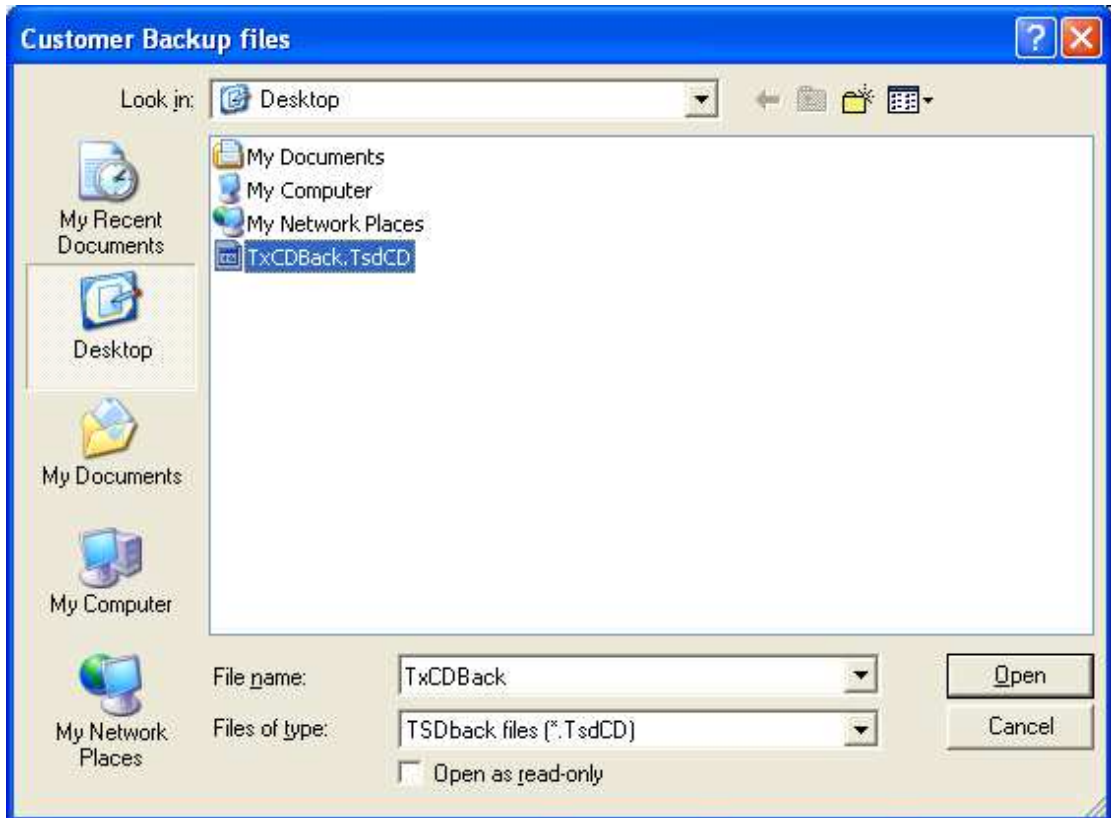 Customer Backup files
Look in: Desktop
My Documents
My Computer
My Network Places
TxCDBack.TsdCD
My Recent
Documents
Desktop
My Documents
My Computer
My Network
Places
File name: TxCDBack Open
Files of type: TSDback files (*.TsdCD) Cancel
Open as read-only